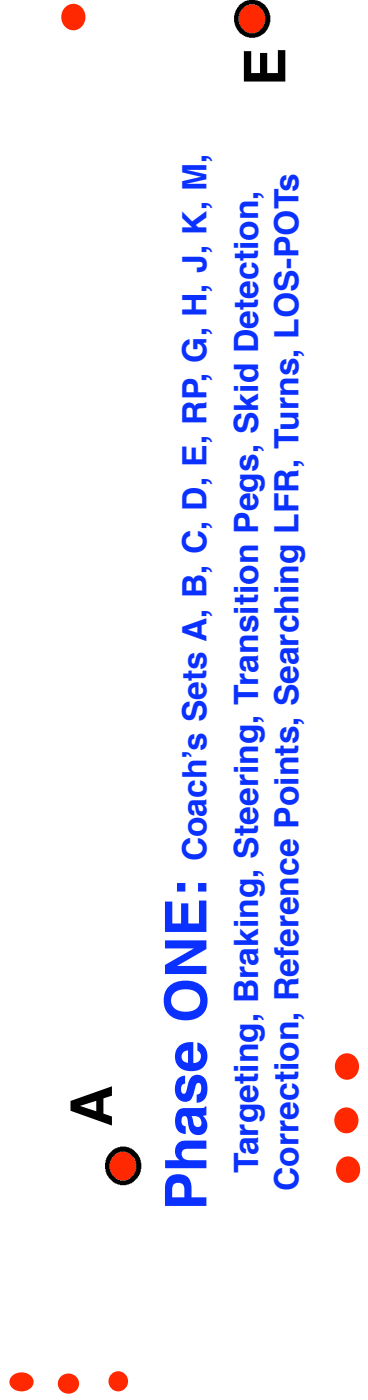 A
E
Phase ONE: Coach's Sets A, B, C, D, E, RP, G, H, J, K, M,
Targeting, Braking, Steering, Transition Pegs, Skid Detection,
Correction, Reference Points, Searching LFR, Turns, LOS-POTs